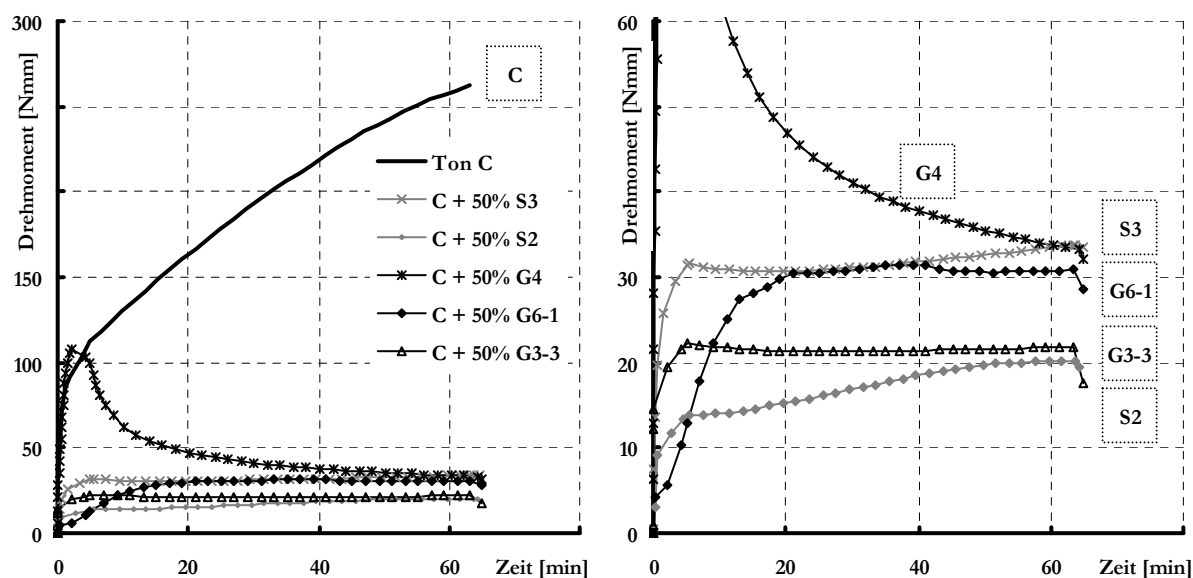 300
Drehmoment [Nmm]
150
100
50
0
0
20
40
60
Zeit [min]
C
Ton C
C + 50% S3
C + 50% S2
C + 50% G4
C + 50% G6-1
C + 50% G3-3
60
Drehmoment [Nmm]
30
20
10
0
0
20
40
60
Zeit [min]
G4
S3
G6-1
G3-3
S2